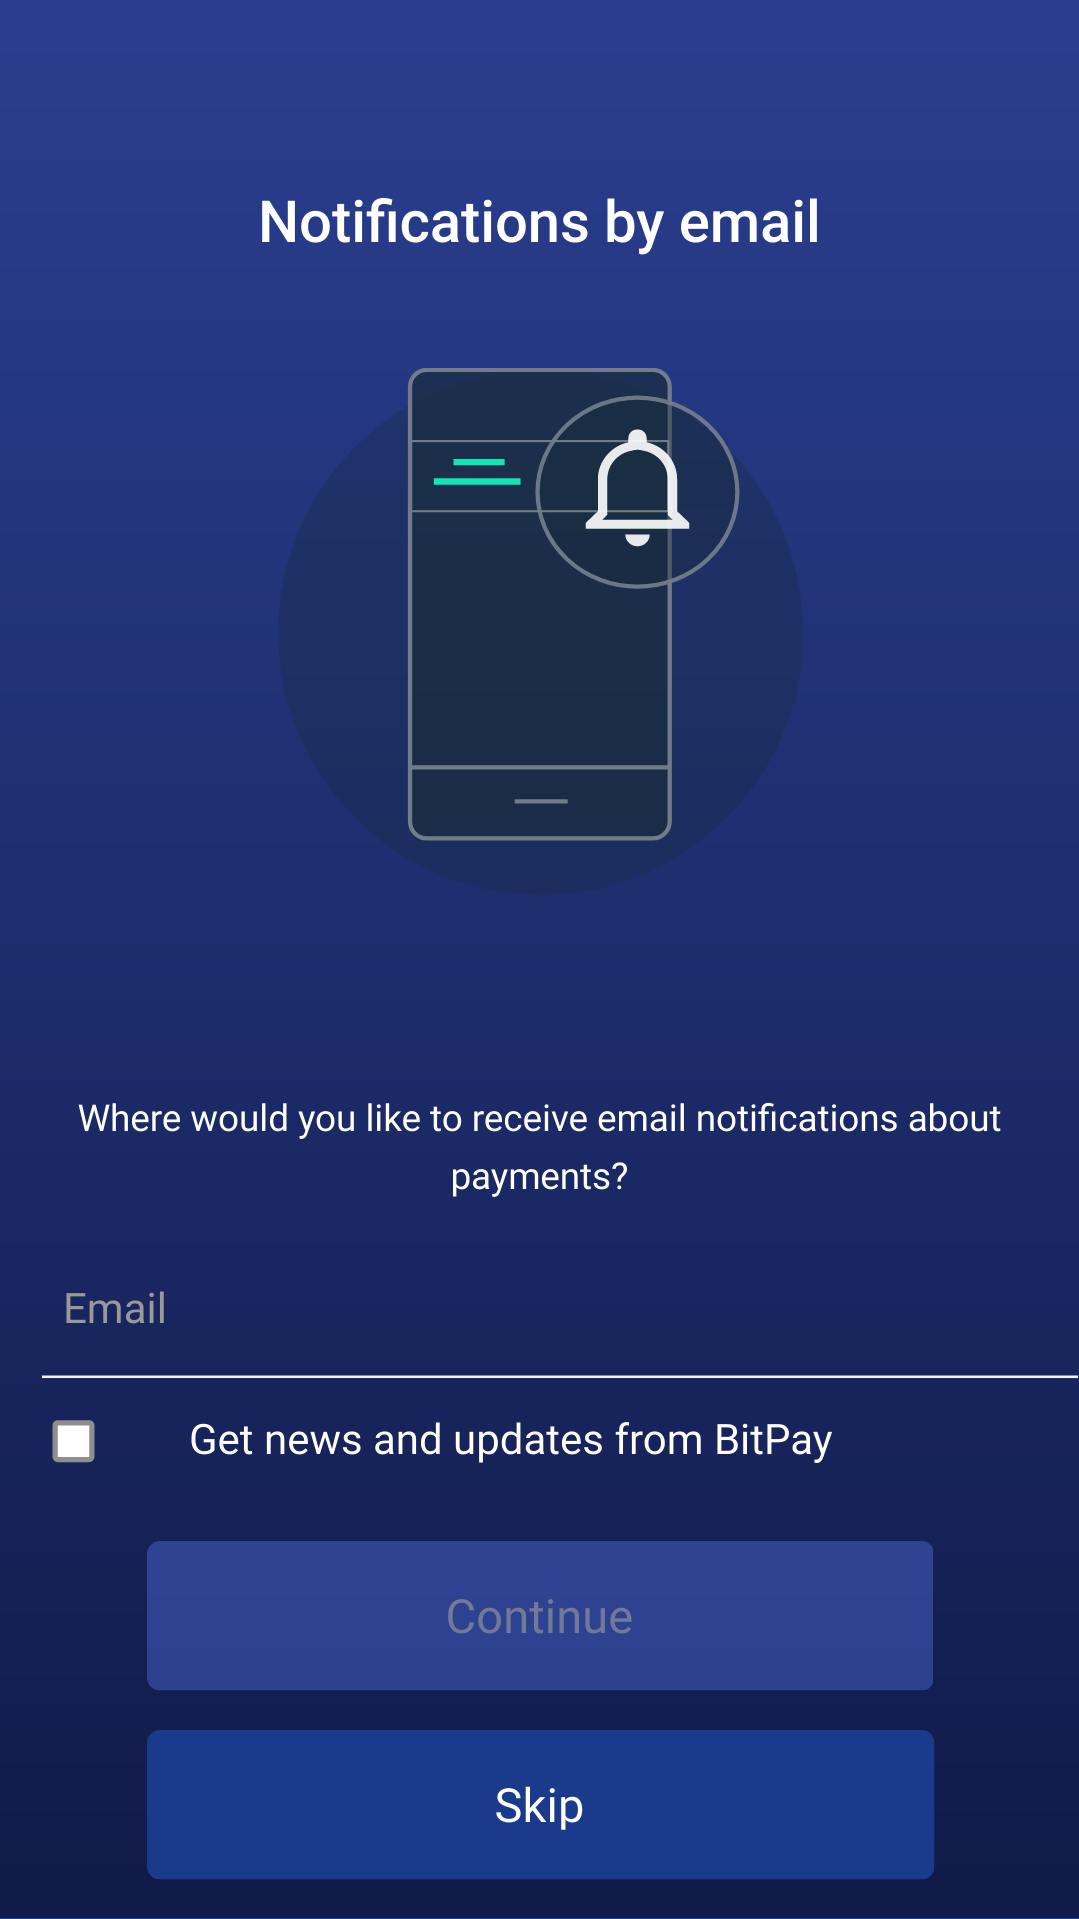 Notifications by email
Where would you like to receive email notifications about
payments?
Email
Get news and updates from BitPay
Continue
Skip